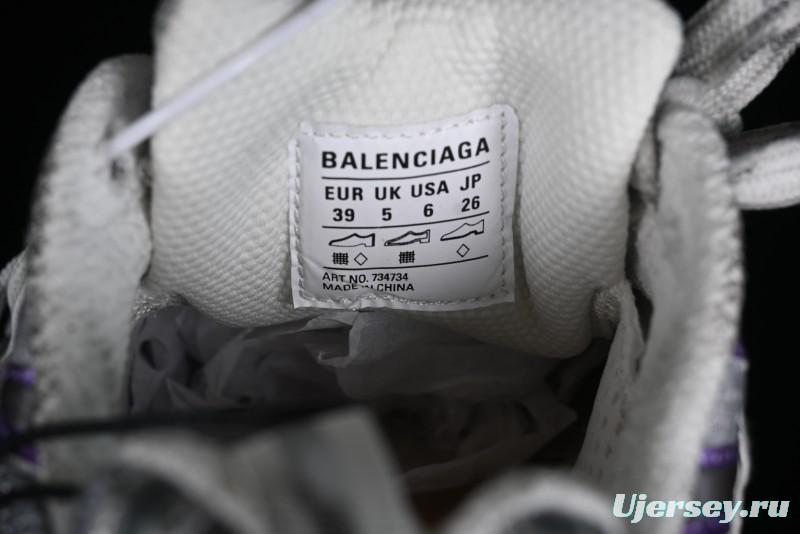 BALENCIAGA
EUR UK USA JP
39 5 6 26
ART NO. 734734
MADE IN CHINA
Ujersey.ru